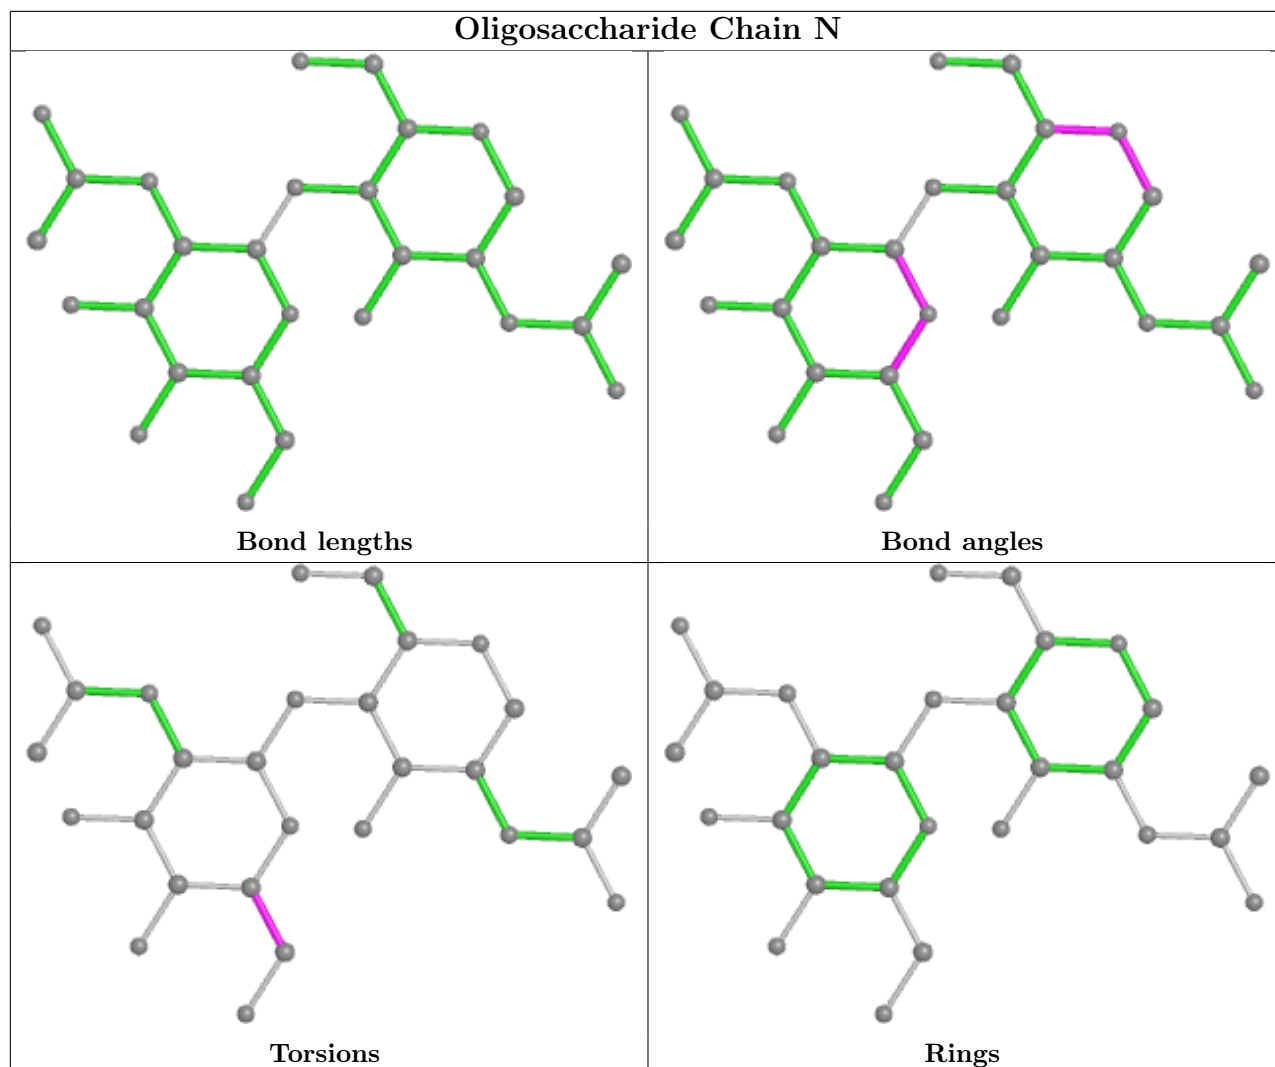 Oligosaccharide Chain N
Bond lengths
Bond angles
Torsions
Rings